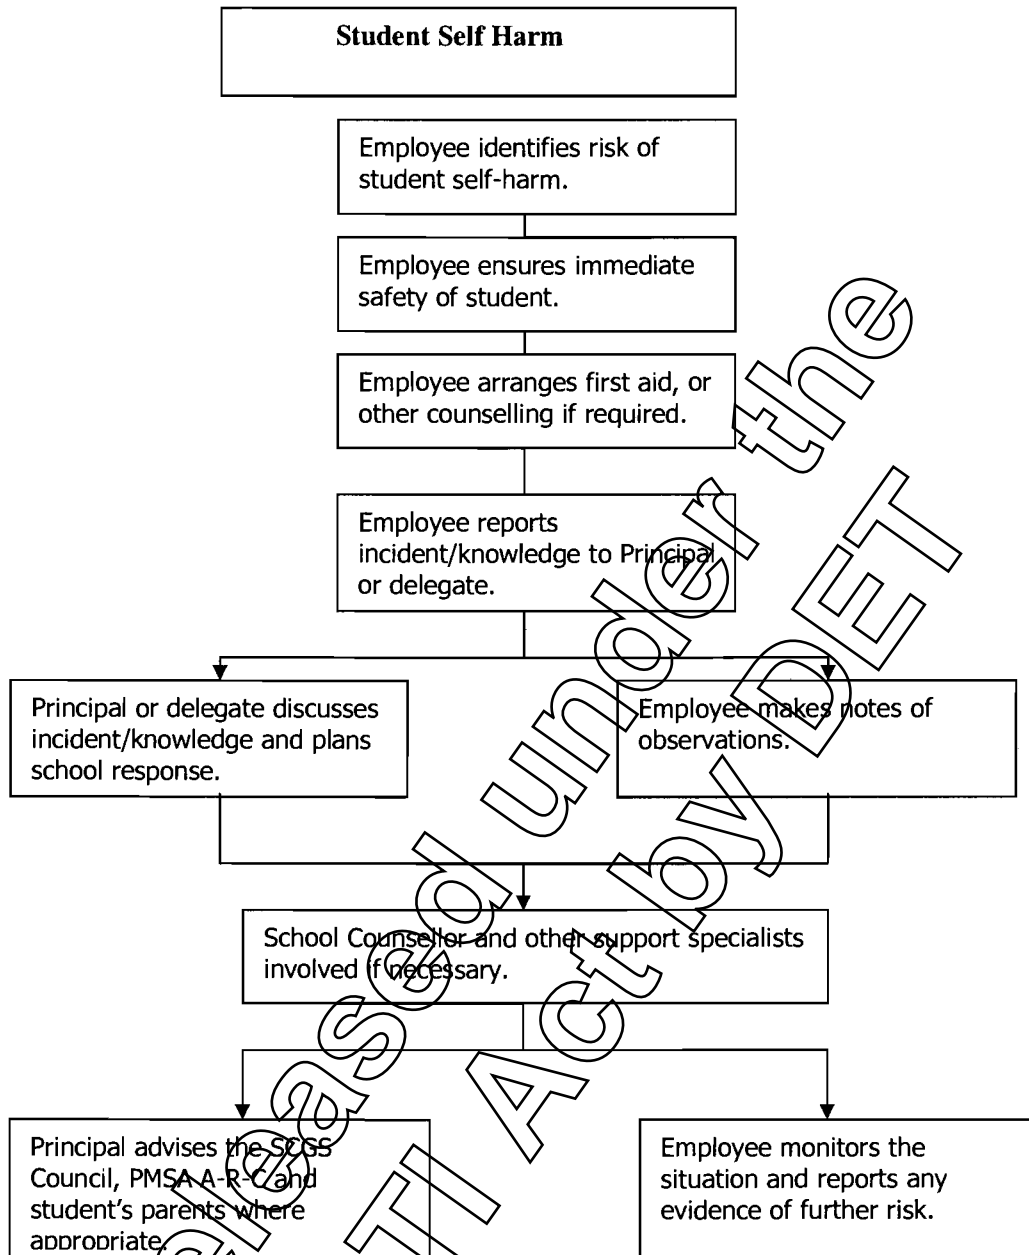 Student Self Harm
Employee identifies risk of
student self-harm.
Employee ensures immediate
safety of student.
Employee arranges first aid, or
other counselling if required.
Employee reports
incident/knowledge to Principal
or delegate.
Principal or delegate discusses
incident/knowledge and plans
school response.
Employee makes notes of
observations.
School Counsellor and other support specialists
involved if necessary.
Principal advises the SCGS
Council, PMSA A-R-C and
student's parents where
appropriate.
Employee monitors the
situation and reports any
evidence of further risk.
under the
Act by DET